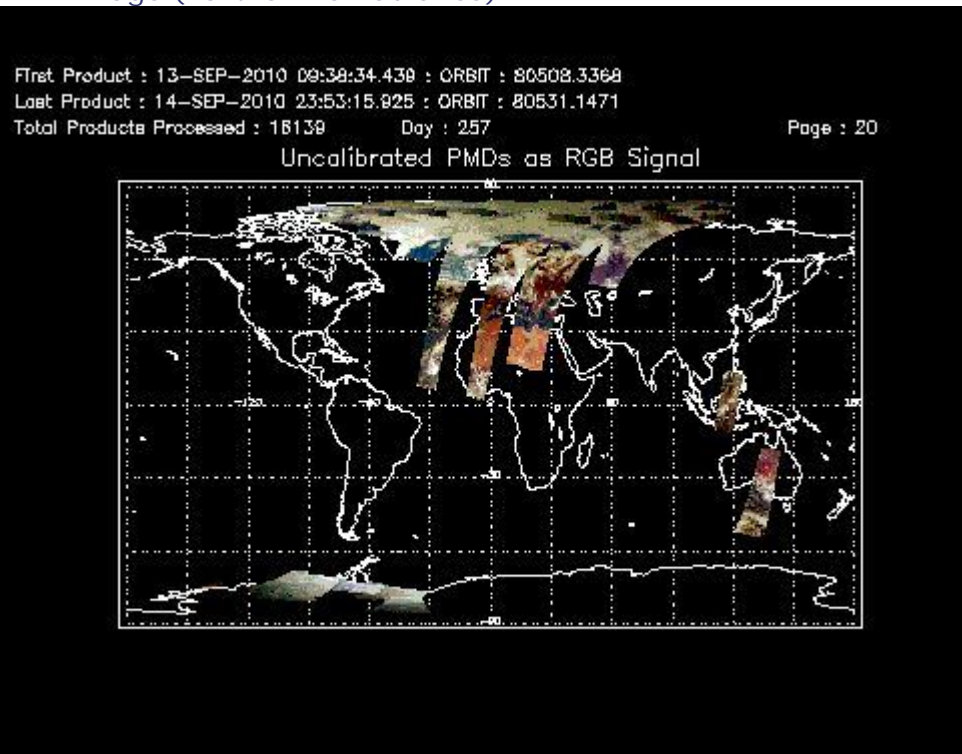 First Product : 13-SEP-2010 09:38:34.439 : ORBIT : 80508.3368
Last Product : 14-SEP-2010 23:53:15.925 : ORBIT : 80531.1471
Total Products Processed : 16139 Day : 257 Page : 20
Uncalibrated PMDs as RGB Signal
-120
180
-90